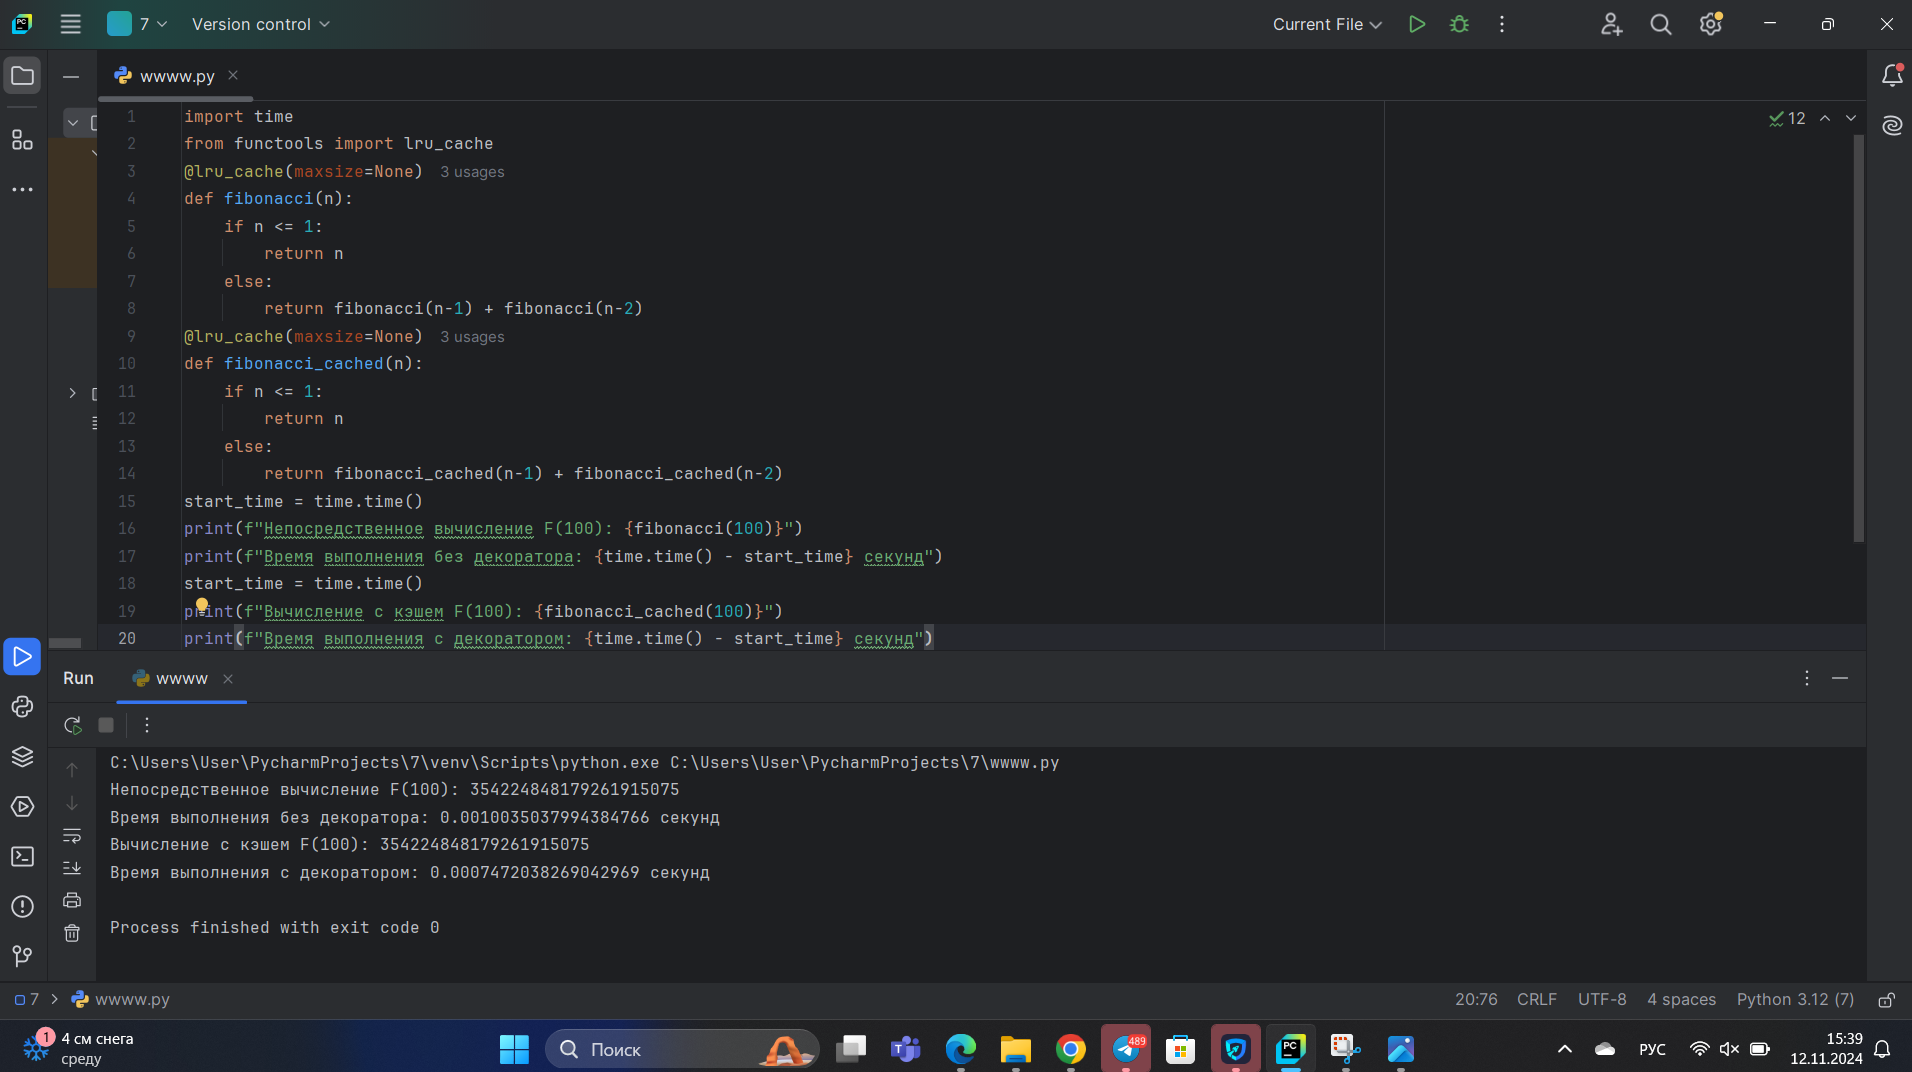 7
Version control
Current File
wwww.py
12
1 import time
2 from functools import lru_cache
3 @lru_cache(maxsize=None) 3 usages
4 def fibonacci(n):
5 if n <= 1:
6 return n
7 else:
8 return fibonacci(n-1) + fibonacci(n-2)
9 @lru_cache(maxsize=None) 3 usages
10 def fibonacci_cached(n):
11 if n <= 1:
12 return n
13 else:
14 return fibonacci_cached(n-1) + fibonacci_cached(n-2)
15 start_time = time.time()
16 print(f"Непосредственное вычисление F(100): {fibonacci(100)}")
17 print(f"Время выполнения без декоратора: {time.time() - start_time} секунд")
18 start_time = time.time()
19 print(f"Вычисление с кэшем F(100): {fibonacci_cached(100)}")
20 print(f"Время выполнения с декоратором: {time.time() - start_time} секунд")
Run wwww
C:\Users\User\PycharmProjects\7\venv\Scripts\python.exe C:\Users\User\PycharmProjects\7\wwww.py
Непосредственное вычисление F(100): 354224848179261915075
Время выполнения без декоратора: 0.0010035037994384766 секунд
Вычисление с кэшем F(100): 354224848179261915075
Время выполнения с декоратором: 0.0007472038269042969 секунд
Process finished with exit code 0
7 wwww.py
20:76 CRLF UTF-8 4 spaces Python 3.12 (7)
1
4 см снега
среду
Поиск
489
РУС
15:39
12.11.2024